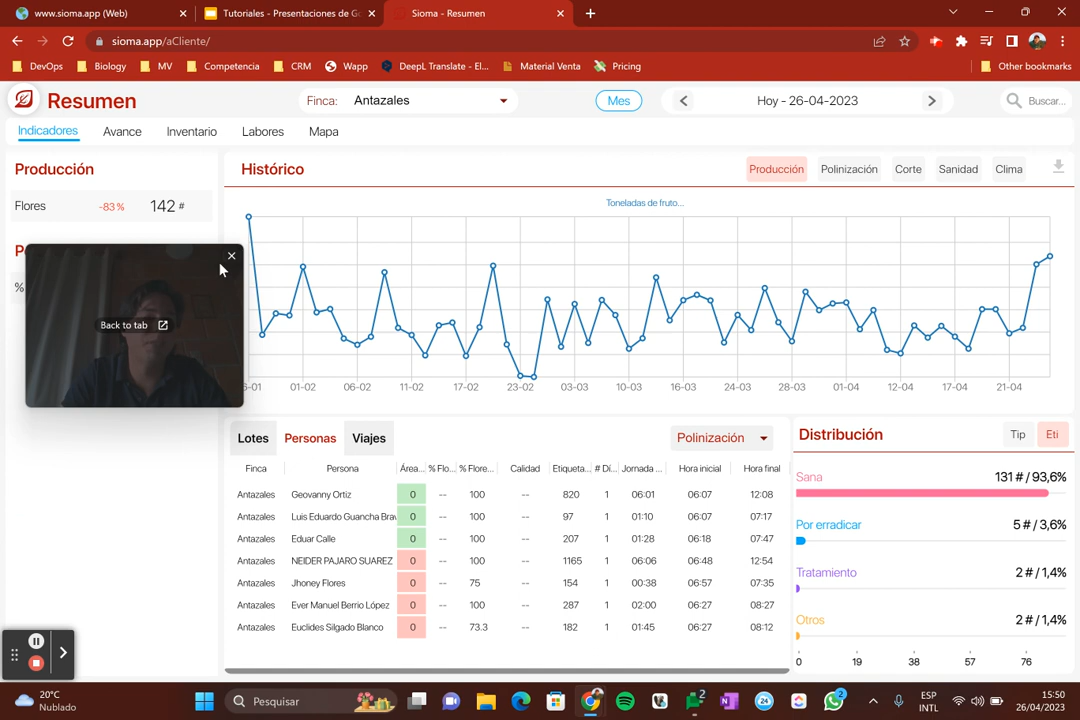 www.sioma.app (Web)
Tutoriales - Presentaciones de G
Sioma - Resumen
sioma.app/aCliente/
DevOps
Biology
MV
Competencia
CRM
Wapp
DeepL Translate - El...
Material Venta
Pricing
Other bookmarks
Resumen
Finca: Antazales
Mes
Hoy - 26-04-2023
Buscar...
Indicadores Avance Inventario Labores Mapa
Producción
Flores -83 % 142 #
%
Back to tab
Histórico
Producción Polinización Corte Sanidad Clima
Toneladas de fruto...
6-01 01-02 06-02 11-02 17-02 23-02 03-03 10-03 16-03 24-03 28-03 01-04 12-04 17-04 21-04
Lotes Personas Viajes
Polinización
Finca Persona Área... % Flo... % Flore... Calidad Etiqueta... # Dí... Jornada ... Hora inicial Hora final
Antazales Geovanny Ortiz 0 -- 100 -- 820 1 06:01 06:07 12:08
Antazales Luis Eduardo Guancha Bra 0 -- 100 -- 97 1 01:10 06:07 07:17
Antazales Eduar Calle 0 -- 100 -- 207 1 01:28 06:18 07:47
Antazales NEIDER PAJARO SUAREZ 0 -- 100 -- 1165 1 06:06 06:48 12:54
Antazales Jhoney Flores 0 -- 75 -- 154 1 00:38 06:57 07:35
Antazales Ever Manuel Berrio López 0 -- 100 -- 287 1 02:00 06:27 08:27
Antazales Euclides Silgado Blanco 0 -- 73.3 -- 182 1 01:45 06:27 08:12
Distribución
Tip Eti
Sana 131 # / 93,6%
Por erradicar 5 # / 3,6%
Tratamiento 2 # / 1,4%
Otros 2 # / 1,4%
0 19 38 57 76
20°C
Nublado
Pesquisar
2
24
2
ESP
INTL
15:50
26/04/2023